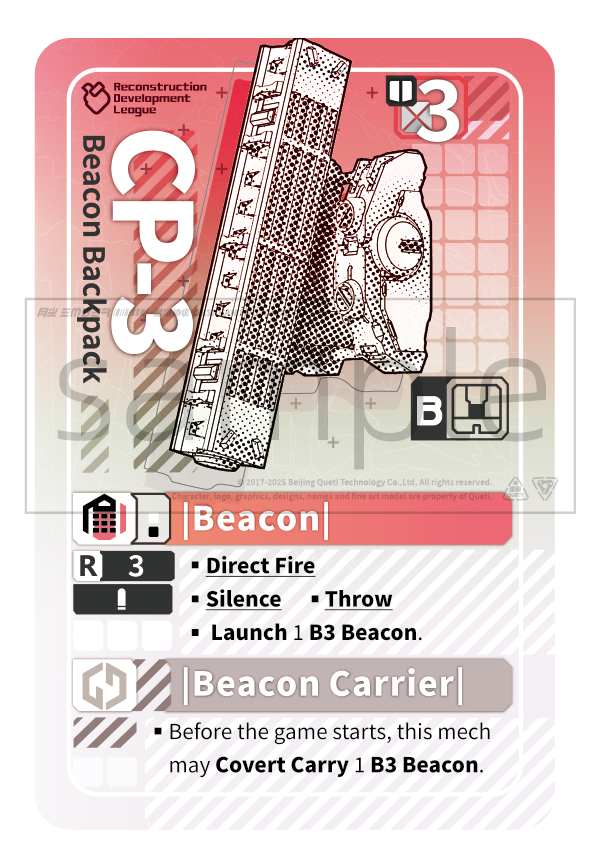 Reconstruction
Development
League
3
CP-3
Beacon Backpack
B
sample
© 2017-2025 Beijing Queti Technology Co.,Ltd, All rights reserved.
Character, logo, graphics, designs, names and fine art model are property of Queti.
|Beacon|
R 3
▪ Direct Fire
▪ Silence ▪ Throw
▪ Launch 1 B3 Beacon.
|Beacon Carrier|
▪ Before the game starts, this mech
may Covert Carry 1 B3 Beacon.